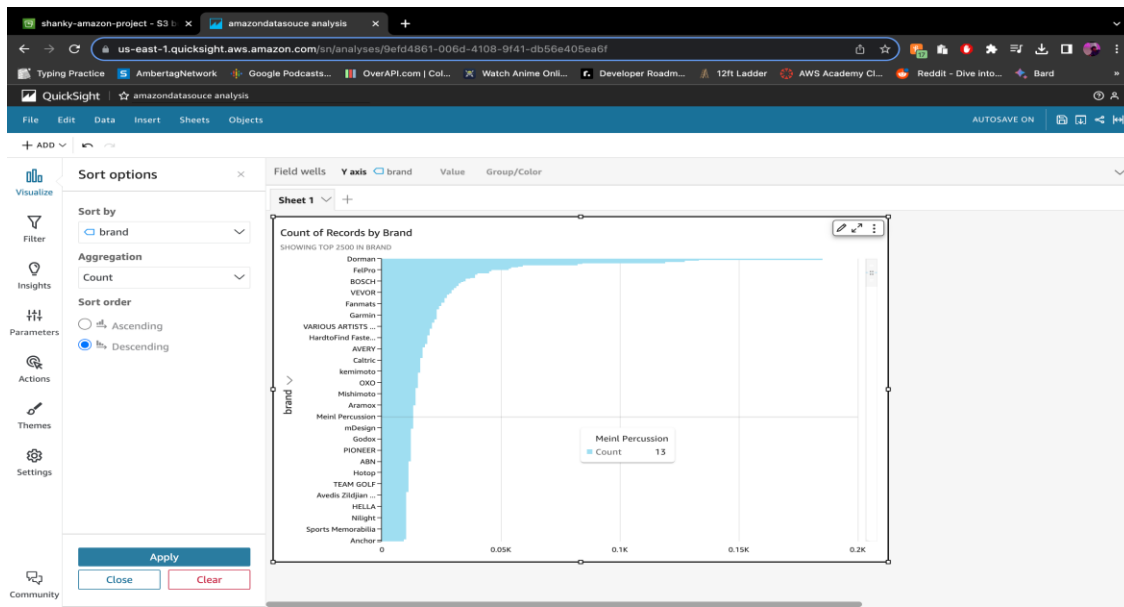 shanky-amazon-project - S3 b
amazondatasouce analysis
us-east-1.quicksight.aws.amazon.com/sn/analyses/9efd4861-006d-4108-9f41-db56e405ea6f
Typing Practice
AmbertagNetwork
Google Podcasts...
OverAPI.com | Col...
Watch Anime Onli...
Developer Roadm...
12ft Ladder
AWS Academy Cl...
Reddit - Dive into...
Bard
»
QuickSight
amazondatasouce analysis
File Edit Data Insert Sheets Objects
AUTOSAVE ON
+ ADD
Visualize
Filter
Insights
Parameters
Actions
Themes
Settings
Community
Sort options
Sort by
brand
Aggregation
Count
Sort order
Ascending
Descending
Apply
Close
Clear
Field wells Y axis brand Value Group/Color
Sheet 1
Count of Records by Brand
SHOWING TOP 2500 IN BRAND
brand
Dorman
FelPro
BOSCH
VEVOR
Fanmats
Garmin
VARIOUS ARTISTS ...
HardtoFind Faste...
AVERY
Caltric
kemimoto
OXO
Mishimoto
Aramox
Meinl Percussion
mDesign
Godox
PIONEER
ABN
Hotop
TEAM GOLF
Avedis Zildjian ...
HELLA
Nilight
Sports Memorabilia
Anchor
Meinl Percussion
Count 13
0 0.05K 0.1K 0.15K 0.2K